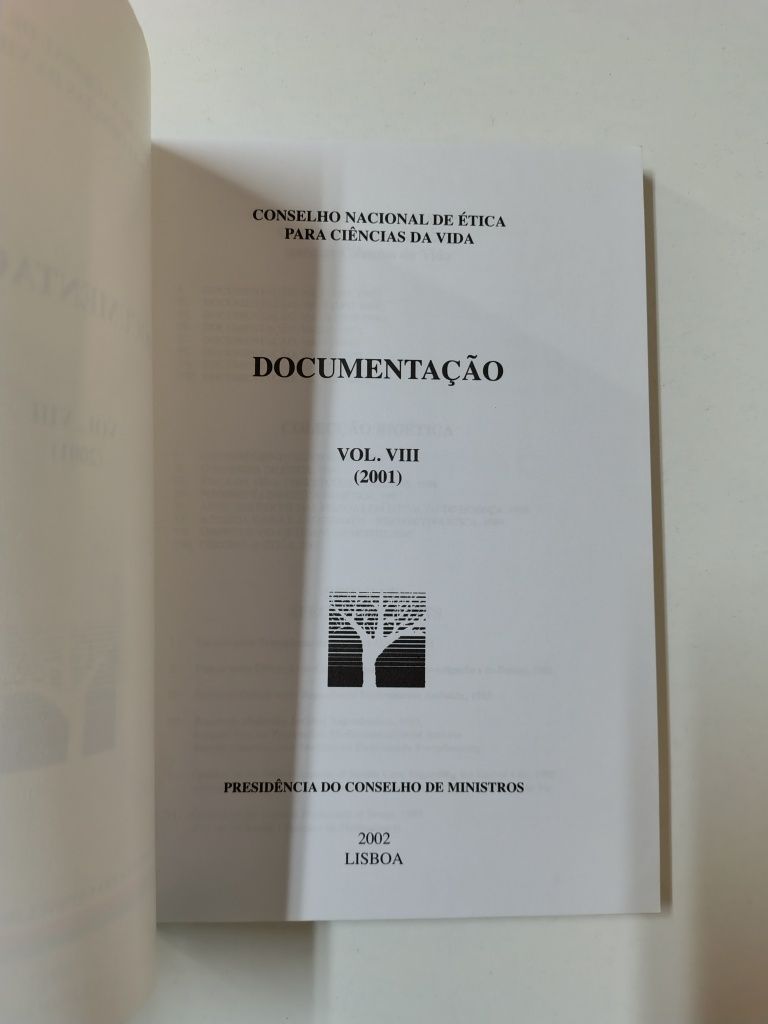 CONSELHO NACIONAL DE ÉTICA
PARA CIÊNCIAS DA VIDA
DOCUMENTAÇÃO
VOL. VIII
(2001)
PRESIDÊNCIA DO CONSELHO DE MINISTROS
2002
LISBOA